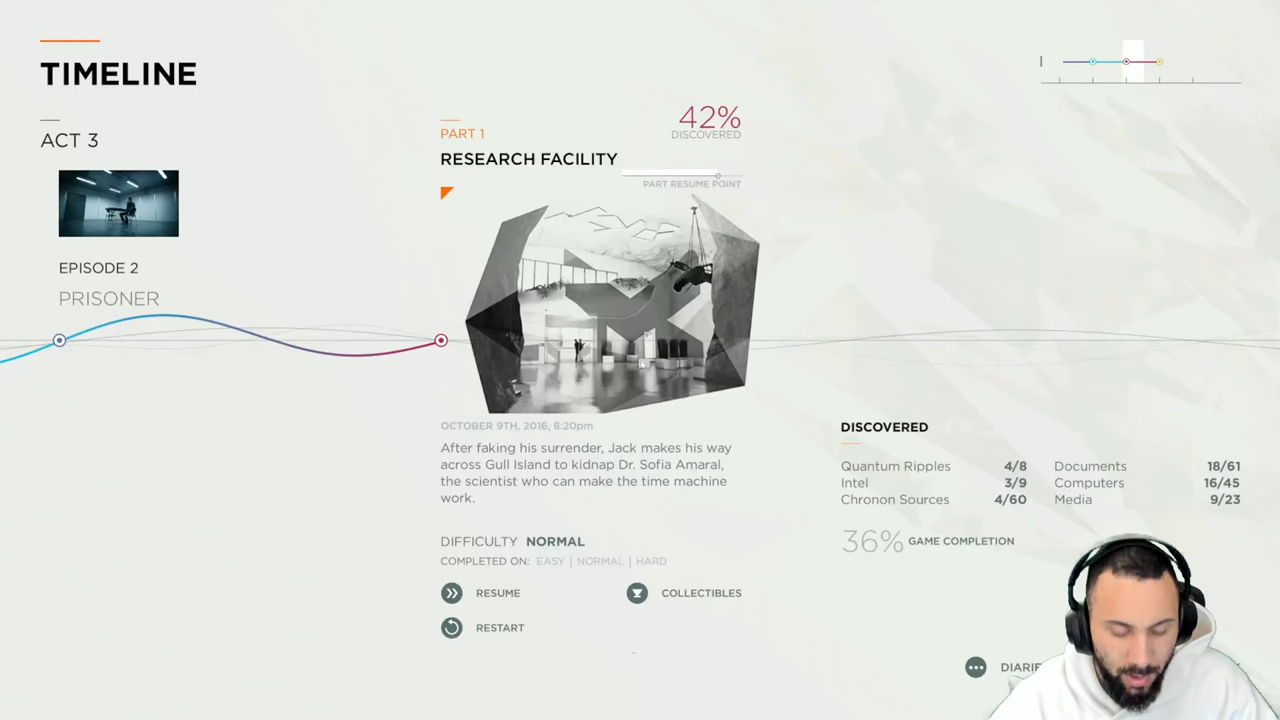 TIMELINE
ACT 3
EPISODE 2
PRISONER
PART 1
42%
DISCOVERED
RESEARCH FACILITY
PART RESUME POINT
OCTOBER 9TH, 2016, 8:20pm
After faking his surrender, Jack makes his way
across Gull Island to kidnap Dr. Sofia Amaral,
the scientist who can make the time machine
work.
DIFFICULTY NORMAL
COMPLETED ON: EASY | NORMAL | HARD
RESUME
COLLECTIBLES
RESTART
DISCOVERED
Quantum Ripples 4/8 Documents 18/61
Intel 3/9 Computers 16/45
Chronon Sources 4/60 Media 9/23
36% GAME COMPLETION